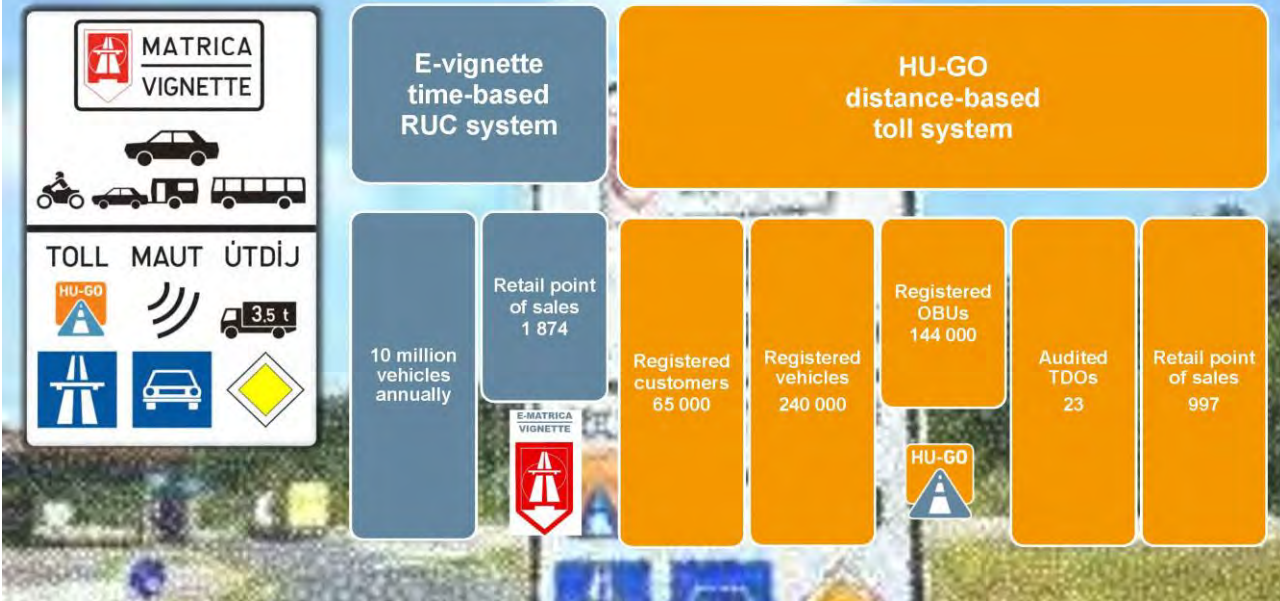 MATRICA
VIGNETTE
TOLL MAUT ÚTDÍJ
HU-GO
3,5 t
E-vignette
time-based
RUC system
HU-GO
distance-based
toll system
10 million
vehicles
annually
Retail point
of sales
1 874
E-MATRICA
VIGNETTE
Registered
customers
65 000
Registered
vehicles
240 000
Registered
OBUs
144 000
HU-GO
Audited
TDOs
23
Retail point
of sales
997